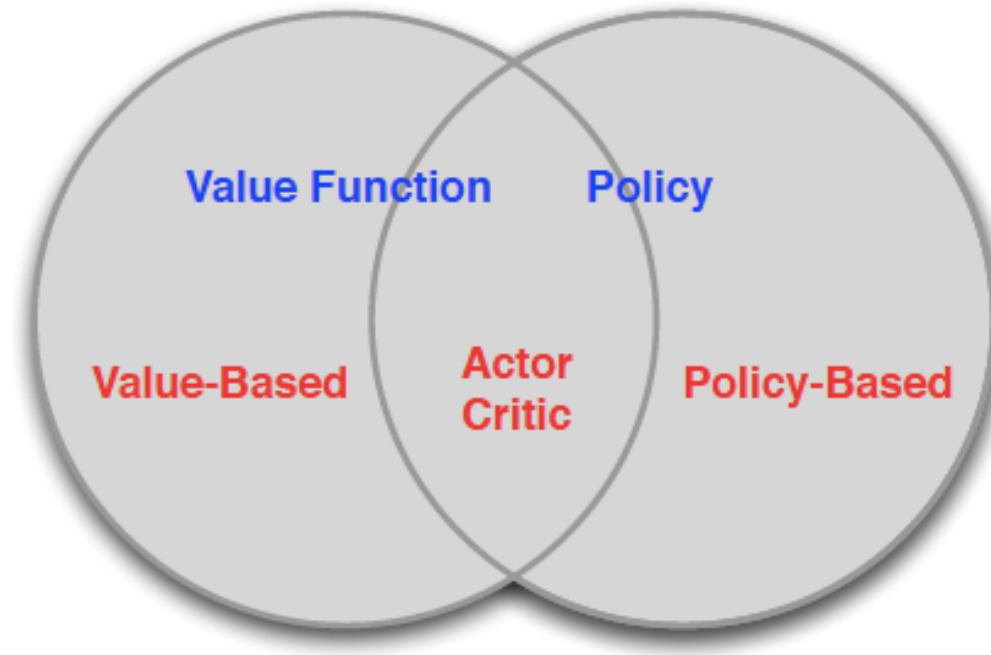 Value Function
Policy
Value-Based
Actor
Critic
Policy-Based